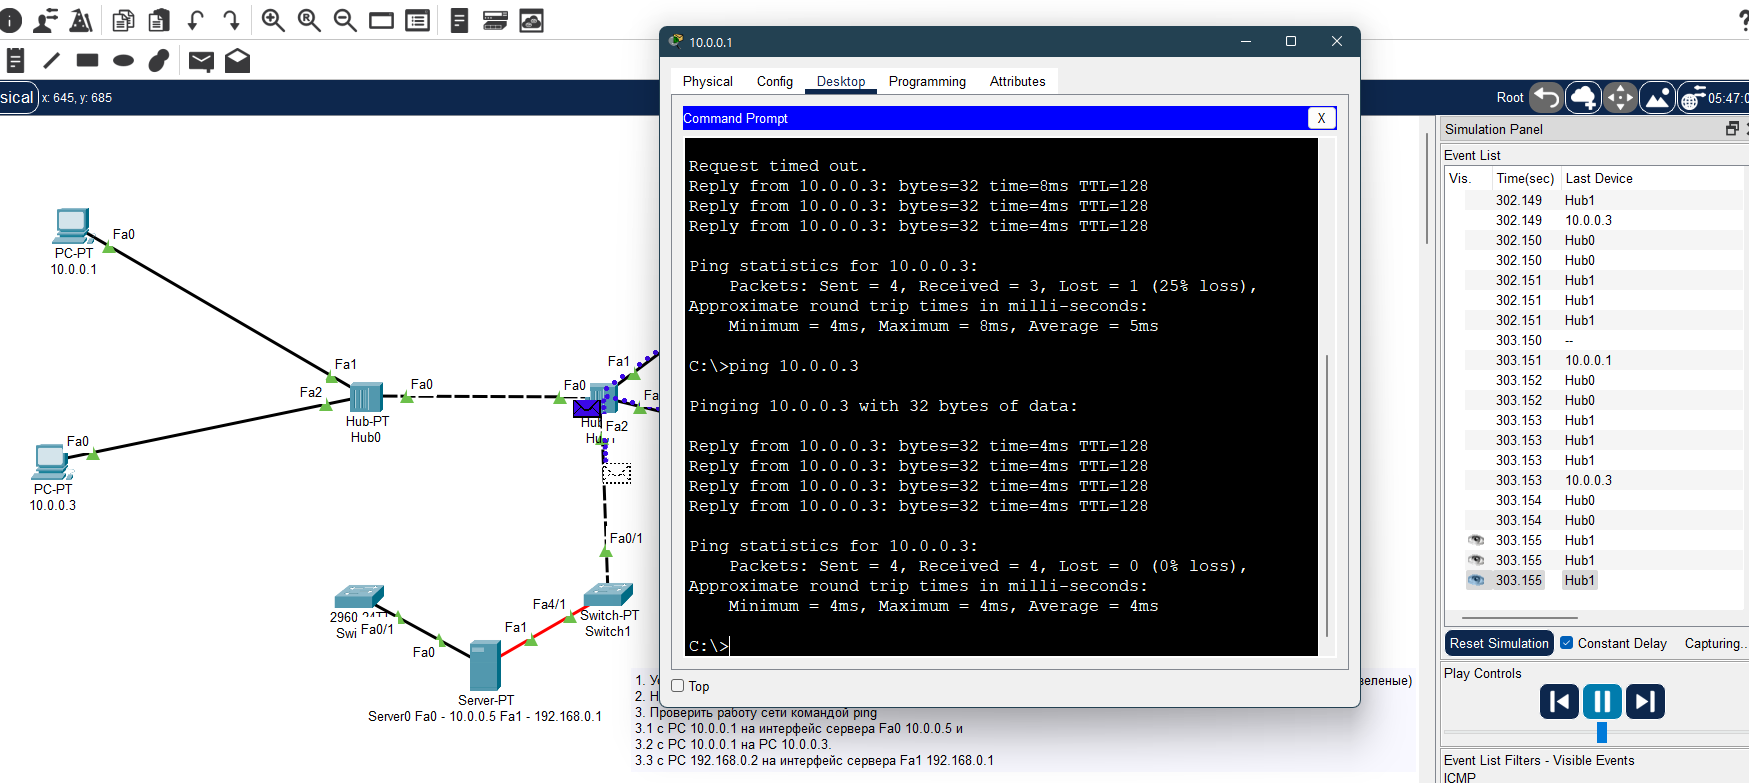 sical x: 645, y: 685
Root 05:47:0
10.0.0.1
Physical Config Desktop Programming Attributes
Command Prompt X
Request timed out.
Reply from 10.0.0.3: bytes=32 time=8ms TTL=128
Reply from 10.0.0.3: bytes=32 time=4ms TTL=128
Reply from 10.0.0.3: bytes=32 time=4ms TTL=128
Ping statistics for 10.0.0.3:
Packets: Sent = 4, Received = 3, Lost = 1 (25% loss),
Approximate round trip times in milli-seconds:
Minimum = 4ms, Maximum = 8ms, Average = 5ms
C:\>ping 10.0.0.3
Pinging 10.0.0.3 with 32 bytes of data:
Reply from 10.0.0.3: bytes=32 time=4ms TTL=128
Reply from 10.0.0.3: bytes=32 time=4ms TTL=128
Reply from 10.0.0.3: bytes=32 time=4ms TTL=128
Reply from 10.0.0.3: bytes=32 time=4ms TTL=128
Ping statistics for 10.0.0.3:
Packets: Sent = 4, Received = 4, Lost = 0 (0% loss),
Approximate round trip times in milli-seconds:
Minimum = 4ms, Maximum = 4ms, Average = 4ms
C:\>
Top
Fa0
PC-PT
10.0.0.1
Fa1
Fa2
Fa0
Hub-PT
Hub0
Fa0
PC-PT
10.0.0.3
Fa0
Fa1
Fa
Fa2
Hub
Hu
Fa0/1
Switch-PT
Switch1
Fa4/1
Fa1
2960
Swi
Fa0/1
Fa0
Server-PT
Server0 Fa0 - 10.0.0.5 Fa1 - 192.168.0.1
1. Ус
веленые)
2. Н
3. Проверить работу сети командой ping
3.1 с РС 10.0.0.1 на интерфейс сервера Fa0 10.0.0.5 и
3.2 с РС 10.0.0.1 на РС 10.0.0.3.
3.3 с РС 192.168.0.2 на интерфейс сервера Fa1 192.168.0.1
Simulation Panel
Event List
Vis. Time(sec) Last Device
302.149 Hub1
302.149 10.0.0.3
302.150 Hub0
302.150 Hub0
302.151 Hub1
302.151 Hub1
302.151 Hub1
303.150 --
303.151 10.0.0.1
303.152 Hub0
303.152 Hub0
303.153 Hub1
303.153 Hub1
303.153 Hub1
303.153 10.0.0.3
303.154 Hub0
303.154 Hub0
303.155 Hub1
303.155 Hub1
303.155 Hub1
Reset Simulation Constant Delay Capturing..
Play Controls
Event List Filters - Visible Events
ICMP